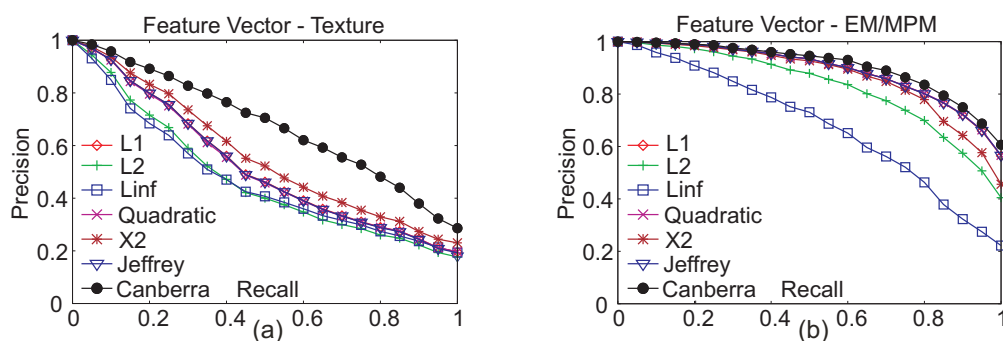 Feature Vector - Texture
1
0.8
0.6
0.4
0.2
0
Precision
L1
L2
Linf
Quadratic
X2
Jeffrey
Canberra Recall
0 0.2 0.4 0.6 0.8 1
(a)
Feature Vector - EM/MPM
1
0.8
0.6
0.4
0.2
0
Precision
L1
L2
Linf
Quadratic
X2
Jeffrey
Canberra Recall
0 0.2 0.4 0.6 0.8 1
(b)